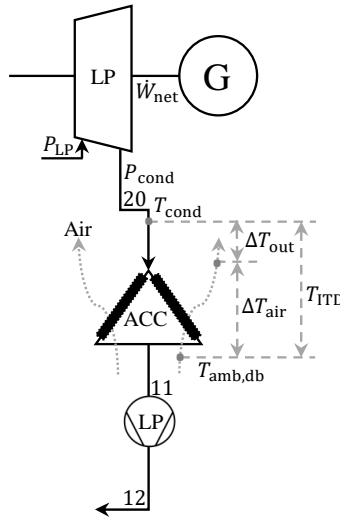 LP
G
Ẇnet
PLP
Pcond
20
Tcond
Air
ΔTout
ACC
ΔTair
TITD
Tamb,db
11
LP
12